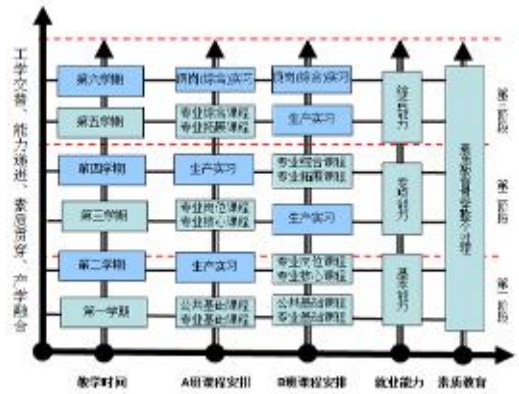 工学交替、能力递进、素质贯穿、产学融合
第六学期
顶岗(综合)实习
顶岗(综合)实习
第五学期
专业综合课程
专业拓展课程
生产实习
综合能力
第三阶段
第四学期
生产实习
专业综合课程
专业拓展课程
第三学期
专业岗位课程
专业核心课程
生产实习
专项能力
第二阶段
第二学期
生产实习
专业岗位课程
专业核心课程
第一学期
公共基础课程
专业基础课程
公共基础课程
专业基础课程
基本能力
第一阶段
素质教育贯穿整个过程
教学时间
A班课程安排
B班课程安排
就业能力
素质教育